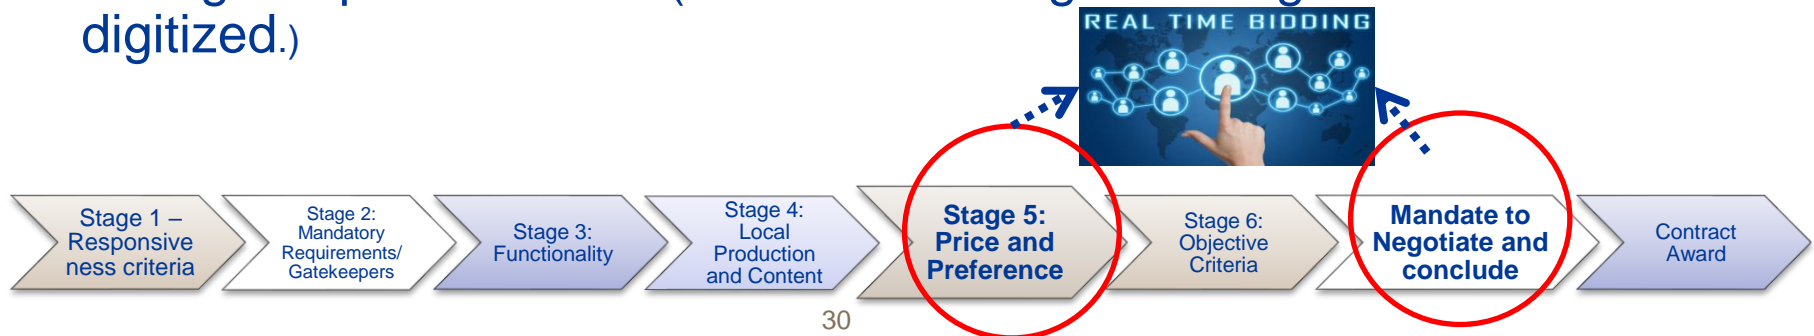 digitized.)
REAL TIME BIDDING
Stage 1 –
Responsive
ness criteria
Stage 2:
Mandatory
Requirements/
Gatekeepers
Stage 3:
Functionality
Stage 4:
Local
Production
and Content
Stage 5:
Price and
Preference
Stage 6:
Objective
Criteria
Mandate to
Negotiate and
conclude
Contract
Award
30